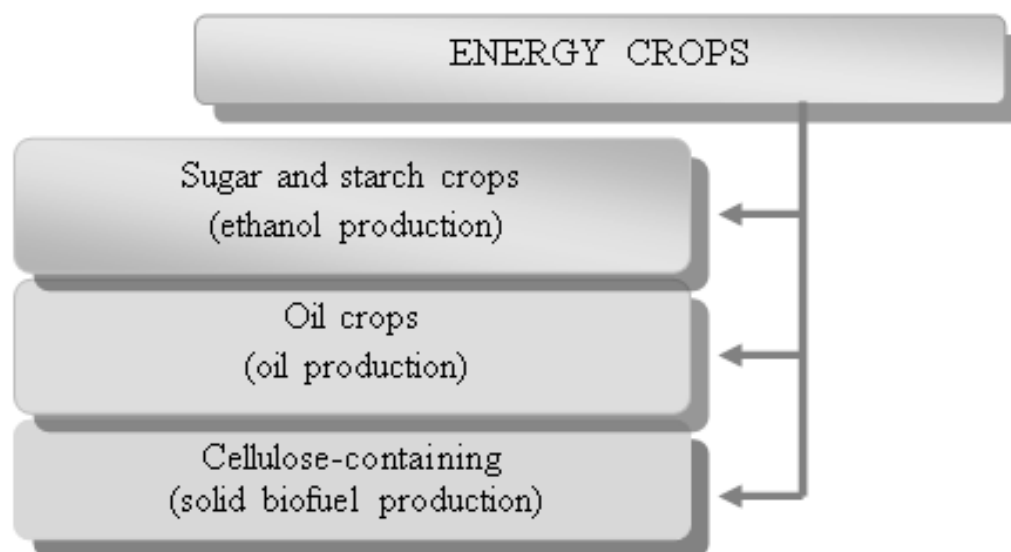 ENERGY CROPS
Sugar and starch crops
(ethanol production)
Oil crops
(oil production)
Cellulose-containing
(solid biofuel production)